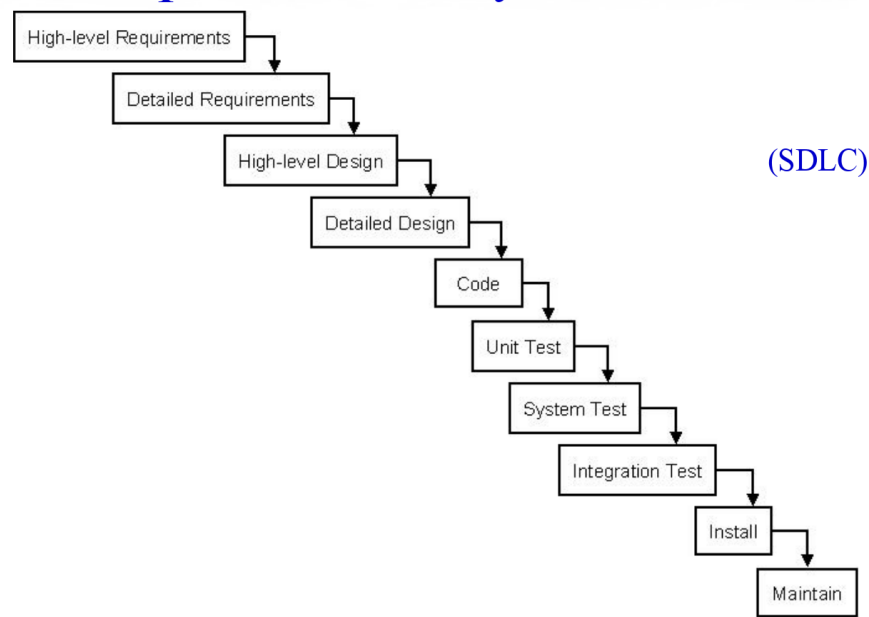 High-level Requirements
Detailed Requirements
High-level Design
(SDLC)
Detailed Design
Code
Unit Test
System Test
Integration Test
Install
Maintain